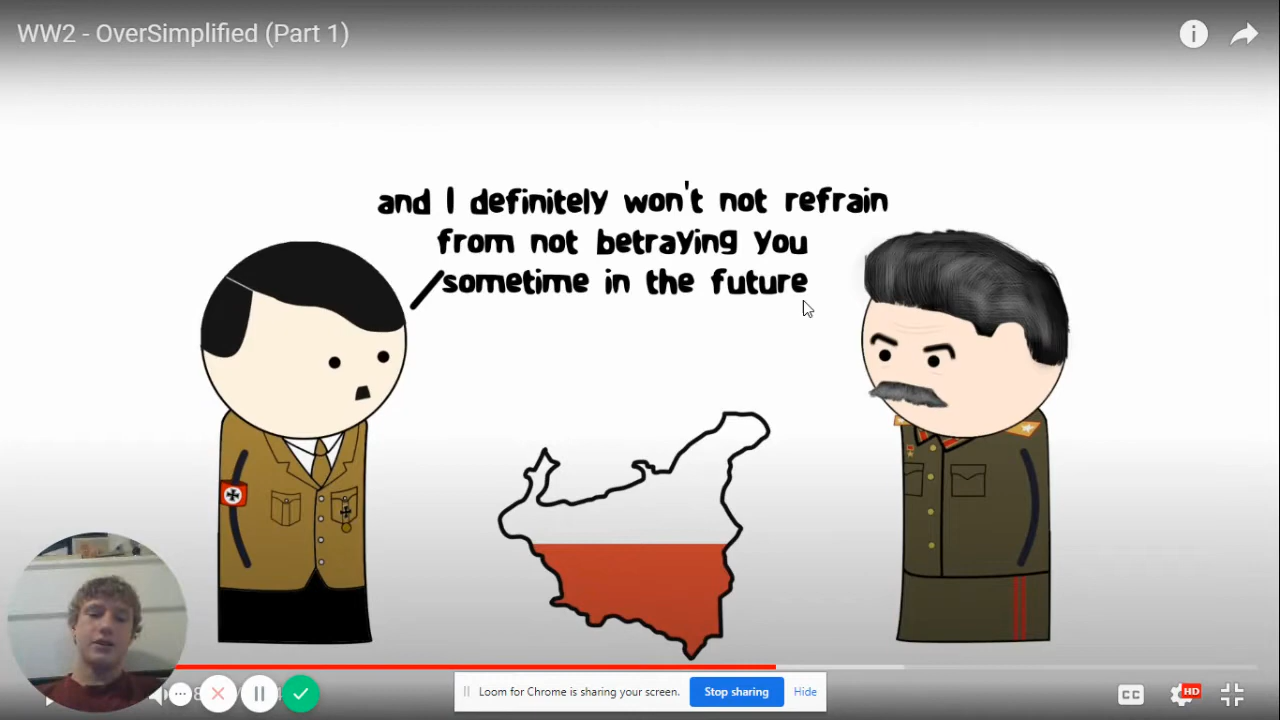 WW2 - OverSimplified (Part 1)
and I definitely won't not refrain
from not betraying you
sometime in the future
Loom for Chrome is sharing your screen.
Stop sharing
Hide
CC
HD